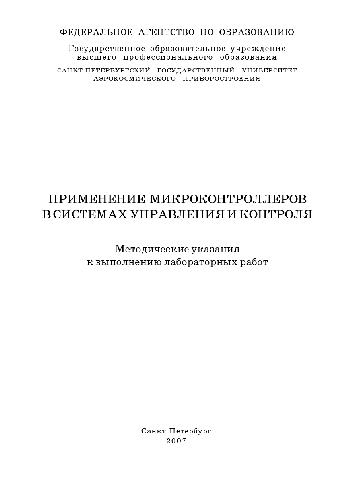 ФЕДЕРАЛЬНОЕ АГЕНТСТВО ПО ОБРАЗОВАНИЮ
Государственное образовательное учреждение
высшего профессионального образования
САНКТ-ПЕТЕРБУРГСКИЙ ГОСУДАРСТВЕННЫЙ УНИВЕРСИТЕТ
АЭРОКОСМИЧЕСКОГО ПРИБОРОСТРОЕНИЯ
ПРИМЕНЕНИЕ МИКРОКОНТРОЛЛЕРОВ
В СИСТЕМАХ УПРАВЛЕНИЯ И КОНТРОЛЯ
Методические указания
к выполнению лабораторных работ
Санкт-Петербург
2007